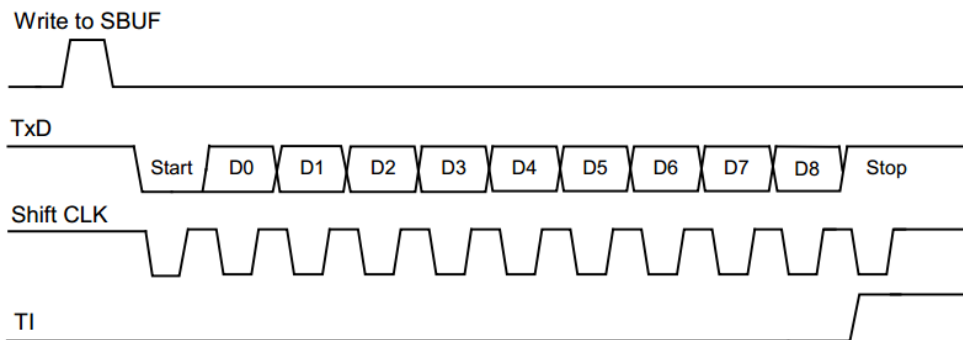 Write to SBUF
TxD
Start D0 D1 D2 D3 D4 D5 D6 D7 D8 Stop
Shift CLK
TI